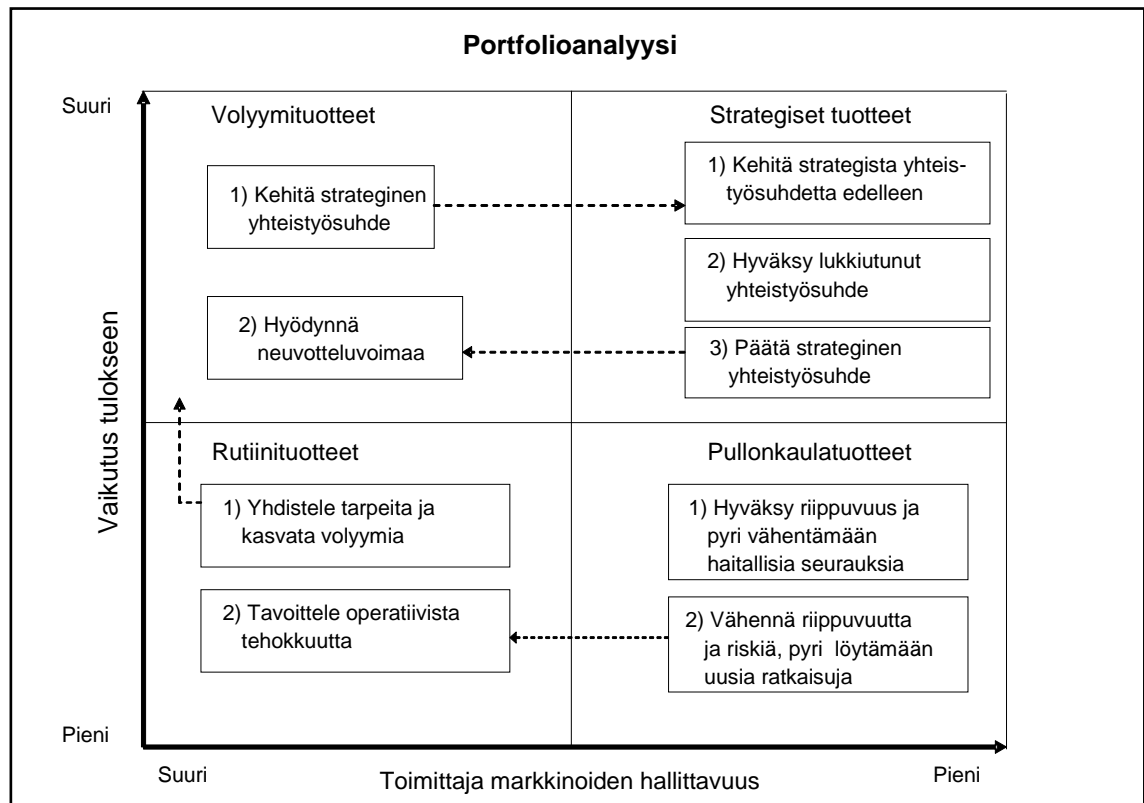 Portfolioanalyysi
Suuri
Volyymituotteet
Strategiset tuotteet
1) Kehitä strateginen
yhteistyösuhde
1) Kehitä strategista yhteis-
työsuhdetta edelleen
2) Hyväksy lukkiutunut
yhteistyösuhde
2) Hyödynnä
neuvotteluvoimaa
3) Päätä strateginen
yhteistyösuhde
Vaikutus tulokseen
Rutiinituotteet
Pullonkaulatuotteet
1) Yhdistele tarpeita ja
kasvata volyymia
1) Hyväksy riippuvuus ja
pyri vähentämään
haitallisia seurauksia
2) Tavoittele operatiivista
tehokkuutta
2) Vähennä riippuvuutta
ja riskiä, pyri löytämään
uusia ratkaisuja
Pieni
Suuri
Toimittaja markkinoiden hallittavuus
Pieni